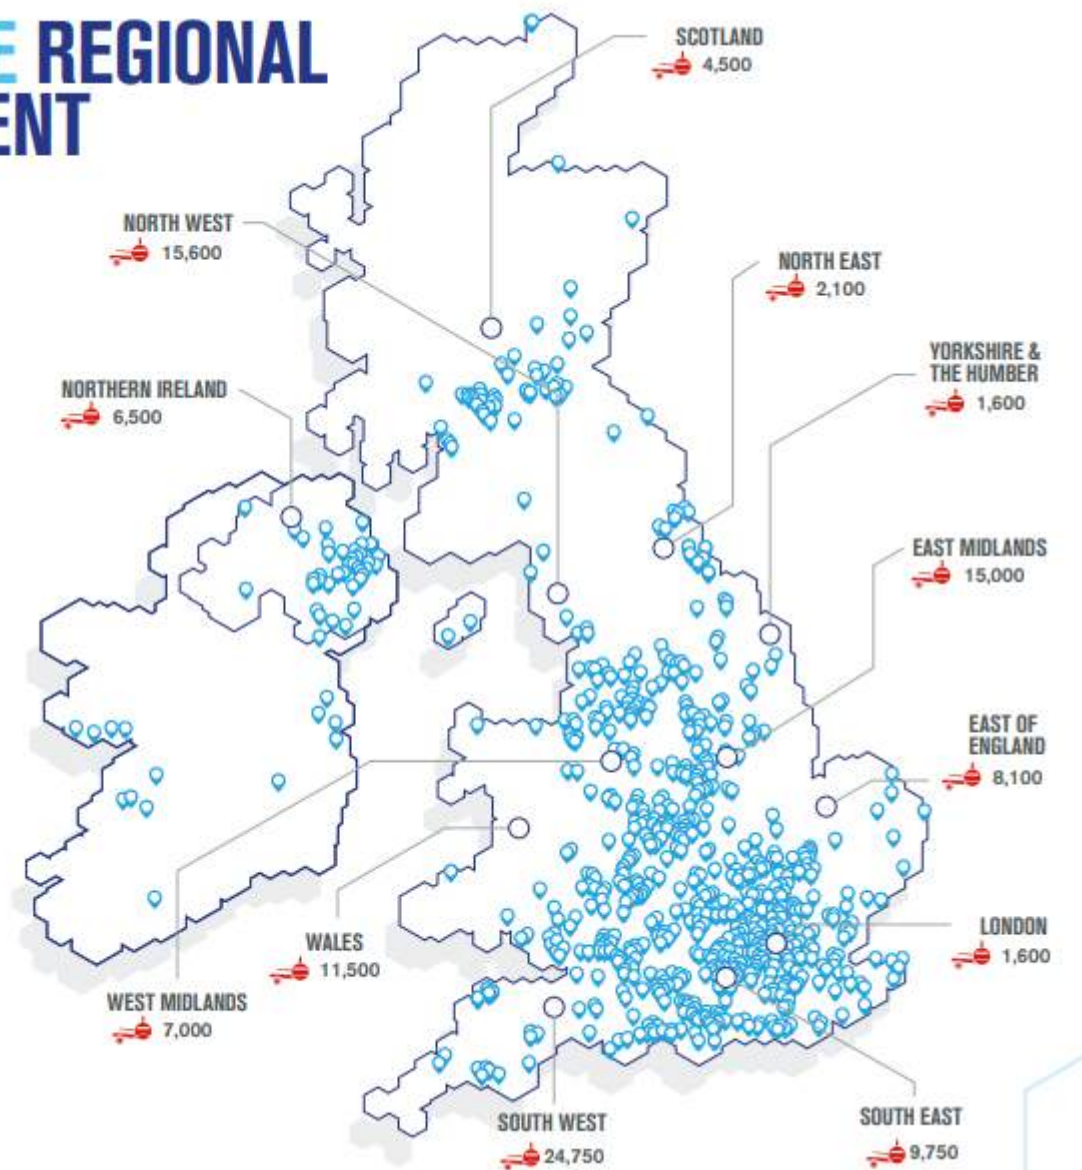 E REGIONAL
ENT
SCOTLAND
4,500
NORTH WEST
15,600
NORTH EAST
2,100
YORKSHIRE &
THE HUMBER
1,600
NORTHERN IRELAND
6,500
EAST MIDLANDS
15,000
EAST OF
ENGLAND
8,100
LONDON
1,600
WALES
11,500
WEST MIDLANDS
7,000
SOUTH WEST
24,750
SOUTH EAST
9,750